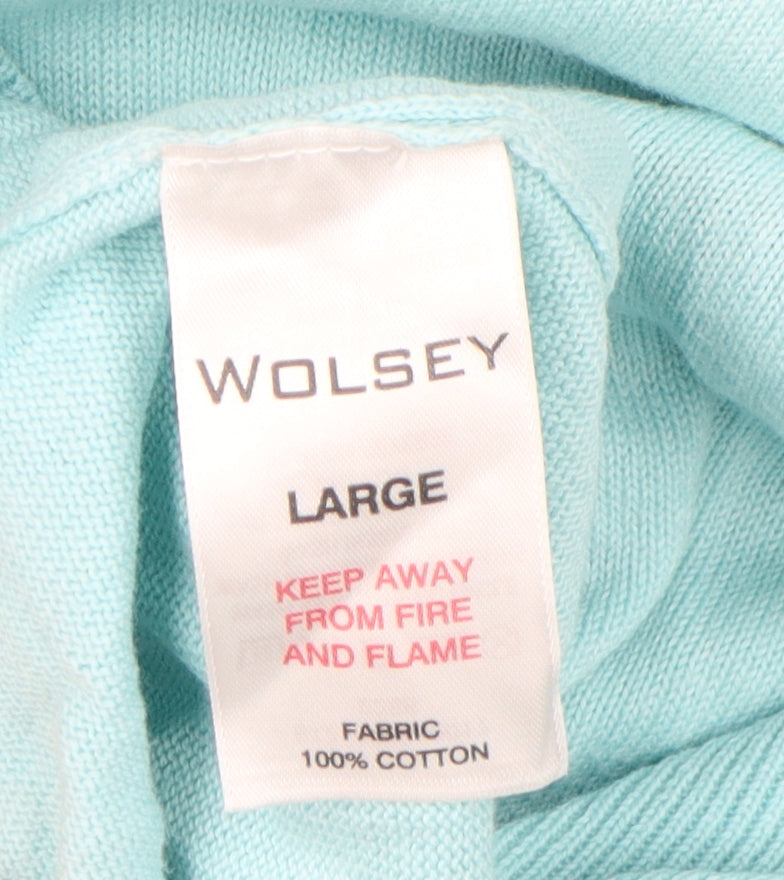 WOLSEY
LARGE
KEEP AWAY
FROM FIRE
AND FLAME
FABRIC
100% COTTON